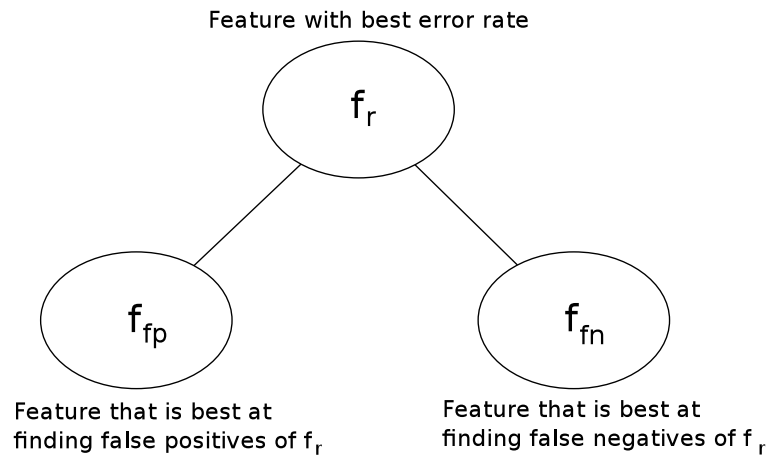 Feature with best error rate
f_r
f_fp
f_fn
Feature that is best at
finding false positives of f_r
Feature that is best at
finding false negatives of f_r